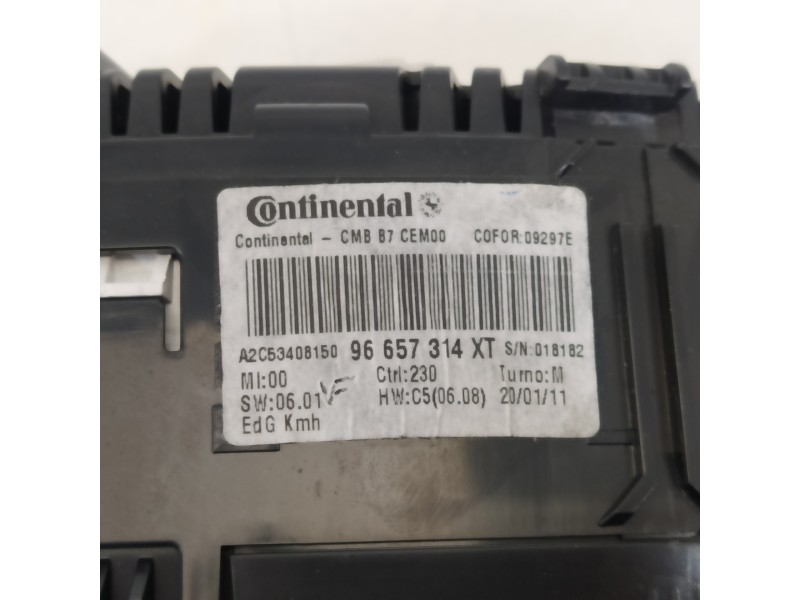 Continental
Continental - CMB B7 CEM00 COFOR:09297E
A2C53408150 96 657 314 XT S/N:018182
MI:00 Ctrl:230 Turno:M
SW:06.01 VF HW:C5(06.08) 20/01/11
EdG Kmh